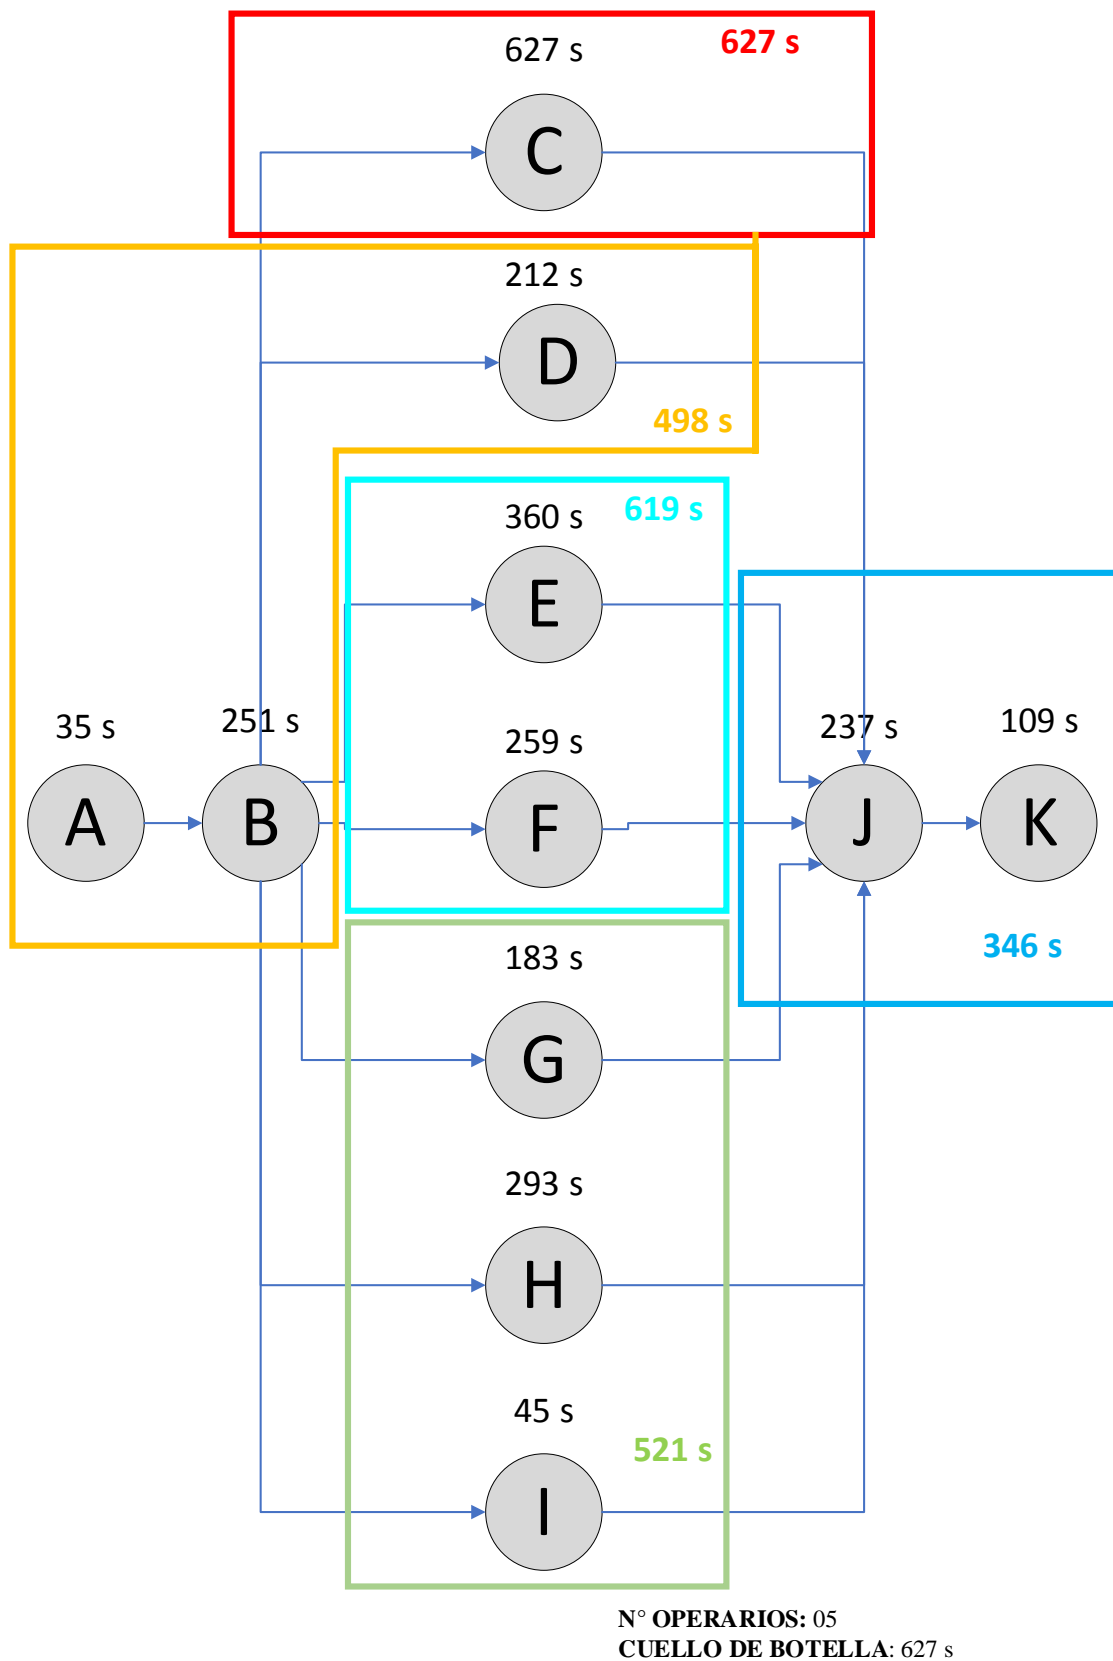 627 s
627 s
C
212 s
D
498 s
360 s
619 s
E
35 s
251 s
259 s
237 s
109 s
A
B
F
J
K
183 s
346 s
G
293 s
H
45 s
521 s
I
N° OPERARIOS: 05
CUELLO DE BOTELLA: 627 s